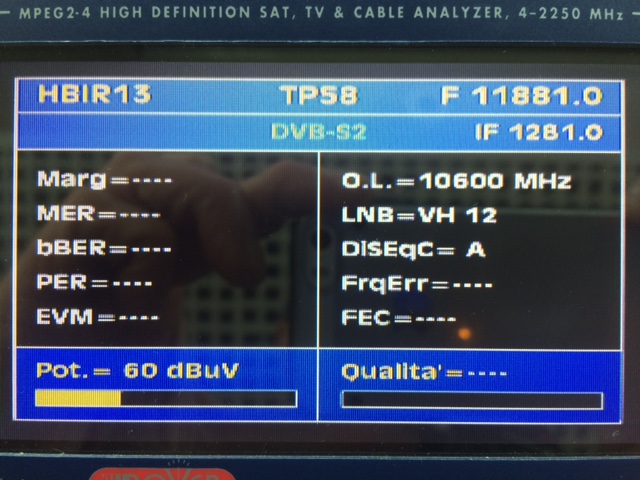 MPEG2-4 HIGH DEFINITION SAT, TV & CABLE ANALYZER, 4-2250 MHz
HBIR13 TP58 F 11881.0
DVB-S2 IF 1281.0
Marg=----
MER=----
bBER=----
PER=----
EVM=----
O.L.=10600 MHz
LNB=VH 12
DISEqC= A
FrqErr=----
FEC=----
Pot.= 60 dBuV
Qualita'=----